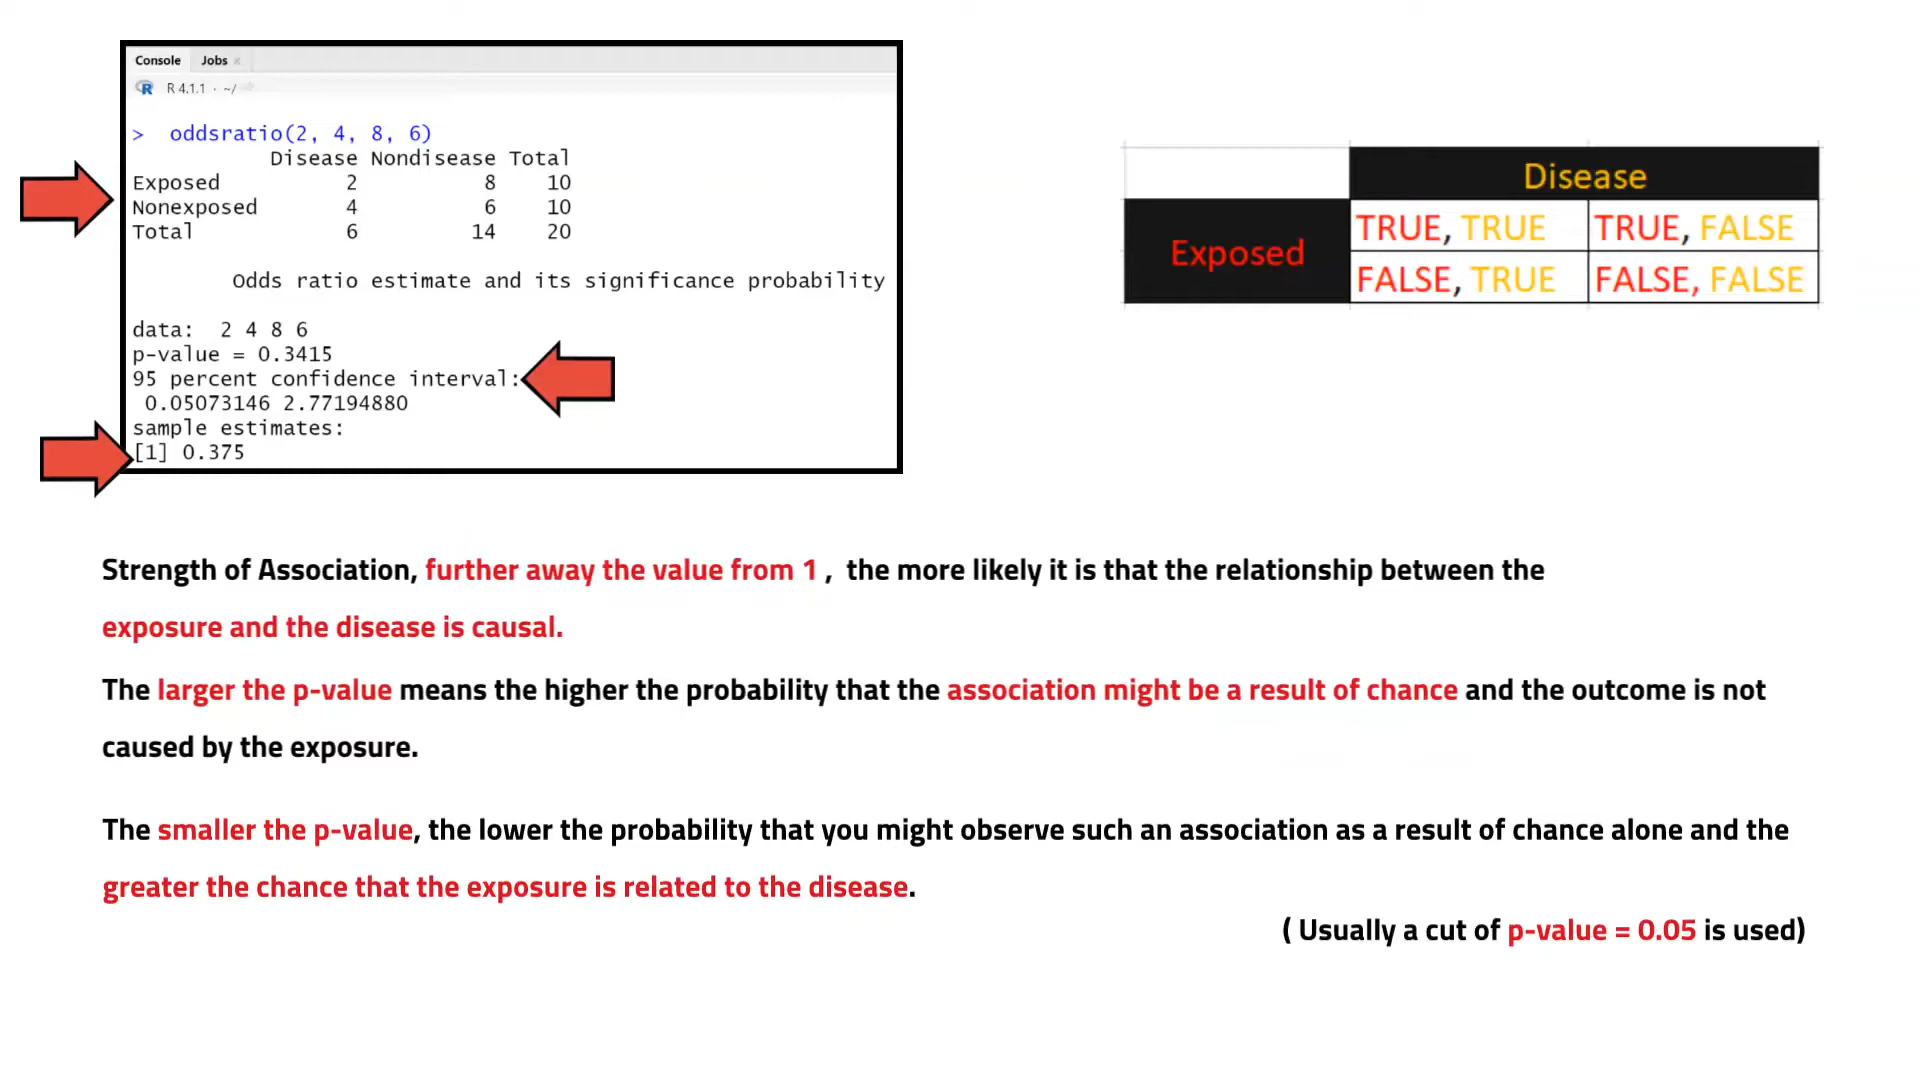 Console Jobs
R 4.1.1 · ~/
> oddsratio(2, 4, 8, 6)
Disease Nondisease Total
Exposed 2 8 10
Nonexposed 4 6 10
Total 6 14 20
Odds ratio estimate and its significance probability
data: 2 4 8 6
p-value = 0.3415
95 percent confidence interval:
0.05073146 2.77194880
sample estimates:
[1] 0.375
Disease
Exposed
TRUE, TRUE TRUE, FALSE
FALSE, TRUE FALSE, FALSE
Strength of Association, further away the value from 1 , the more likely it is that the relationship between the
exposure and the disease is causal.
The larger the p-value means the higher the probability that the association might be a result of chance and the outcome is not
caused by the exposure.
The smaller the p-value, the lower the probability that you might observe such an association as a result of chance alone and the
greater the chance that the exposure is related to the disease.
( Usually a cut of p-value = 0.05 is used)